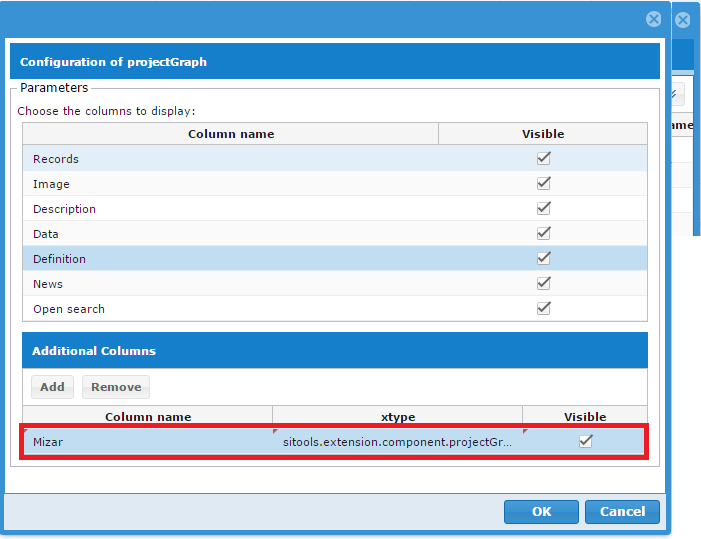 Configuration of projectGraph
Parameters
Choose the columns to display:
Column name Visible
Records
Image
Description
Data
Definition
News
Open search
Additional Columns
Add Remove
Column name xtype Visible
Mizar sitools.extension.component.projectGr...
OK Cancel